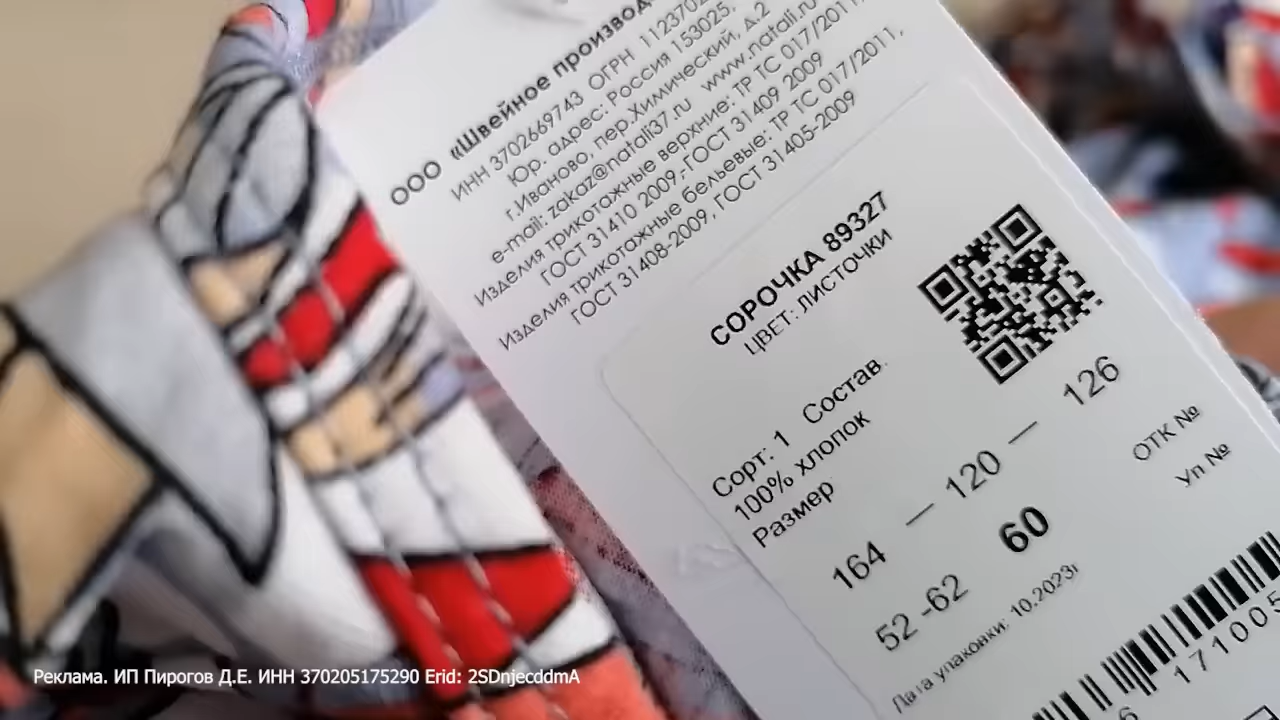 ООО «Швейное производ
ИНН 3702669743 ОГРН 112370
Юр. адрес: Россия 153025,
г.Иваново, пер.Химический, д.2
e-mail: zakaz@natali37.ru www.natali.ru
Изделия трикотажные верхние: ТР ТС 017/2011,
ГОСТ 31410 2009,-ГОСТ 31409 2009
Изделия трикотажные бельевые: ТР ТС 017/2011,
ГОСТ 31408-2009, ГОСТ 31405-2009
СОРОЧКА 89327
ЦВЕТ: ЛИСТОЧКИ
Сорт: 1 Состав
100% хлопок
Размер
164 — 120 — 126
52 -62 60
ОТК №
Уп №
Дата упаковки: 10.2023г
171005
Реклама. ИП Пирогов Д.Е. ИНН 370205175290 Erid: 2SDnjecddmA